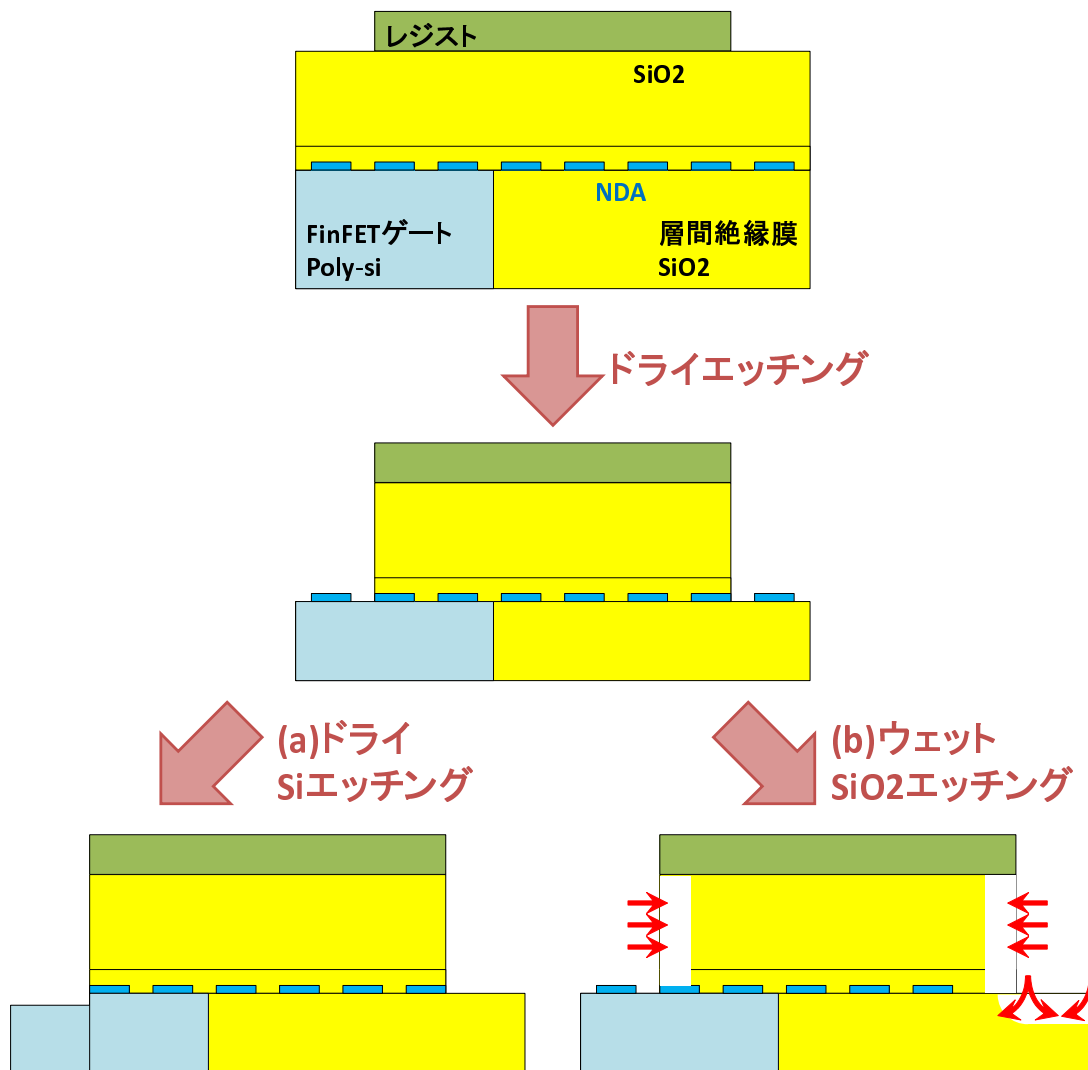 レジスト
SiO2
NDA
FinFETゲート
Poly-si
層間絶縁膜
SiO2
ドライエッチング
(a)ドライ
Siエッチング
(b)ウェット
SiO2エッチング